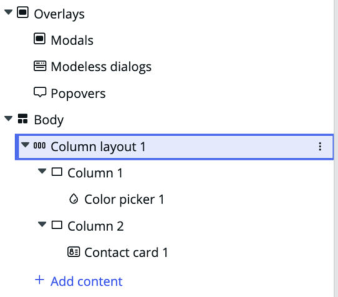 Overlays
Modals
Modeless dialogs
Popovers
Body
Column layout 1
Column 1
Color picker 1
Column 2
Contact card 1
+ Add content